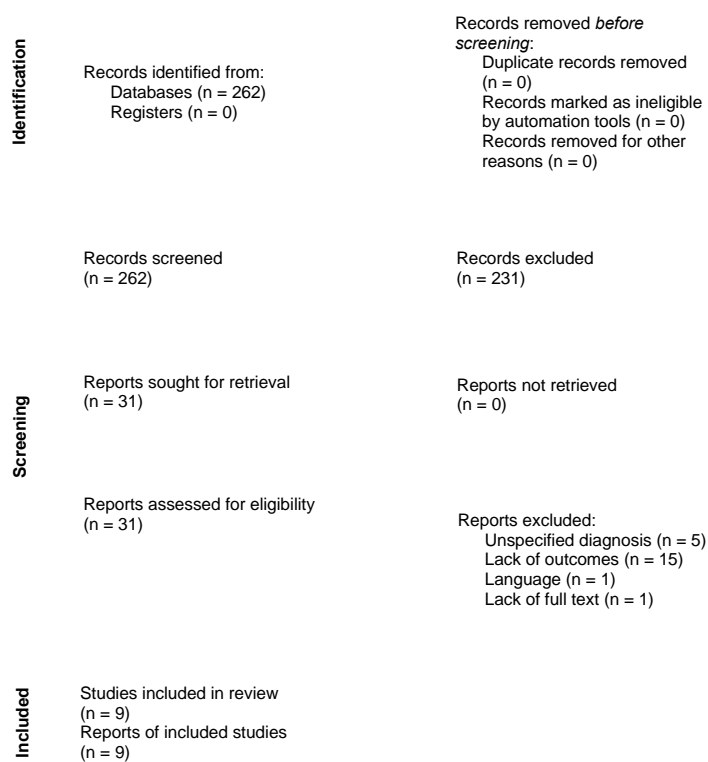 Identification
Records identified from:
Databases (n = 262)
Registers (n = 0)
Records removed before
screening:
Duplicate records removed
(n = 0)
Records marked as ineligible
by automation tools (n = 0)
Records removed for other
reasons (n = 0)
Screening
Records screened
(n = 262)
Records excluded
(n = 231)
Reports sought for retrieval
(n = 31)
Reports not retrieved
(n = 0)
Reports assessed for eligibility
(n = 31)
Reports excluded:
Unspecified diagnosis (n = 5)
Lack of outcomes (n = 15)
Language (n = 1)
Lack of full text (n = 1)
Included
Studies included in review
(n = 9)
Reports of included studies
(n = 9)